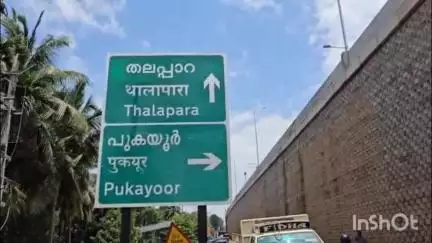 തലപ്പാറ
थालापारा
Thalapara
പുകയൂർ
पुकयूर
Pukayoor
InShOt